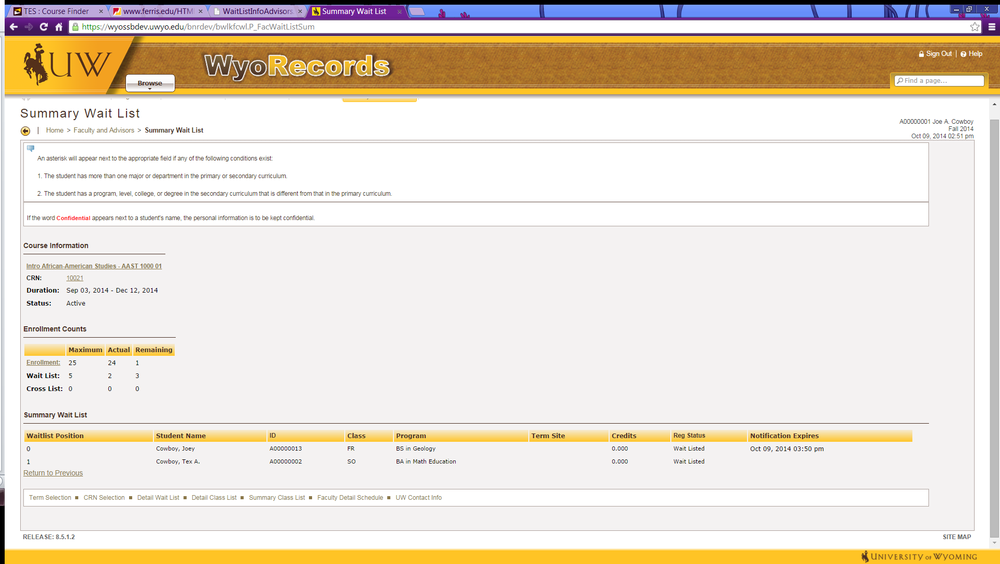 TES : Course Finder
www.ferris.edu/HTM
WaitListInfoAdvisors.
Summary Wait List
https://wyossbdev.uwyo.edu/bnrdev/bwlkfcwl.P_FacWaitListSum
UW
WyoRecords
Sign Out | Help
Browse
Find a page...
Summary Wait List
Home > Faculty and Advisors > Summary Wait List
A00000001 Joe A. Cowboy
Fall 2014
Oct 09, 2014 02:51 pm
An asterisk will appear next to the appropriate field if any of the following conditions exist:
1. The student has more than one major or department in the primary or secondary curriculum.
2. The student has a program, level, college, or degree in the secondary curriculum that is different from that in the primary curriculum.
If the word Confidential appears next to a student's name, the personal information is to be kept confidential.
Course Information
Intro African-American Studies - AAST 1000 01
CRN: 10021
Duration: Sep 03, 2014 - Dec 12, 2014
Status: Active
Enrollment Counts
Maximum Actual Remaining
Enrollment: 25 24 1
Wait List: 5 2 3
Cross List: 0 0 0
Summary Wait List
Waitlist Position Student Name ID Class Program Term Site Credits Reg Status Notification Expires
0 Cowboy, Joey A00000013 FR BS in Geology 0.000 Wait Listed Oct 09, 2014 03:50 pm
1 Cowboy, Tex A. A00000002 SO BA in Math Education 0.000 Wait Listed
Return to Previous
Term Selection ■ CRN Selection ■ Detail Wait List ■ Detail Class List ■ Summary Class List ■ Faculty Detail Schedule ■ UW Contact Info
RELEASE: 8.5.1.2
SITE MAP
UNIVERSITY OF WYOMING